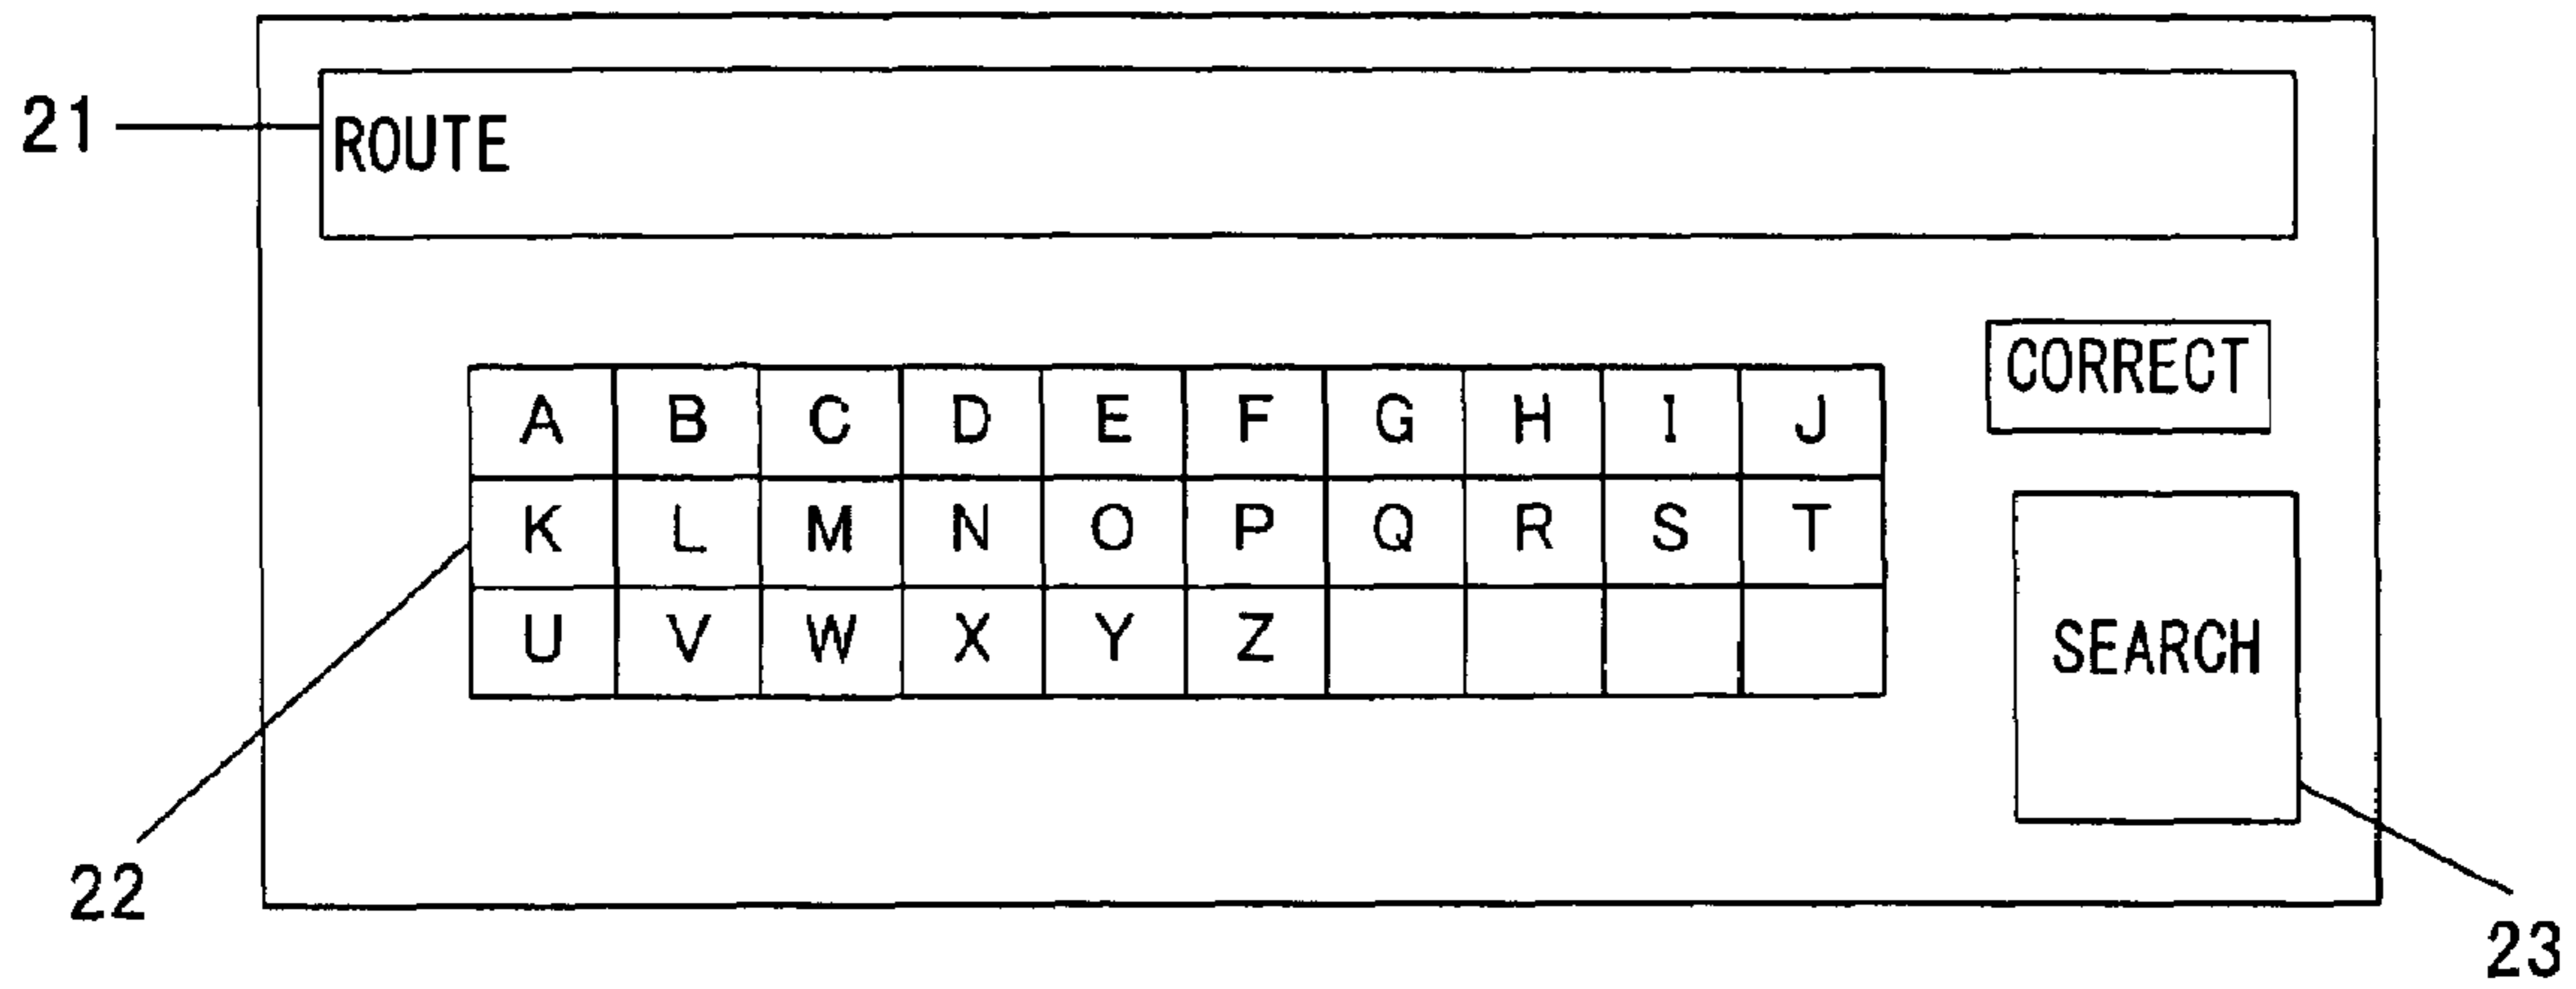 21
ROUTE
CORRECT
A B C D E F G H I J
K L M N O P Q R S T
U V W X Y Z
SEARCH
22
23